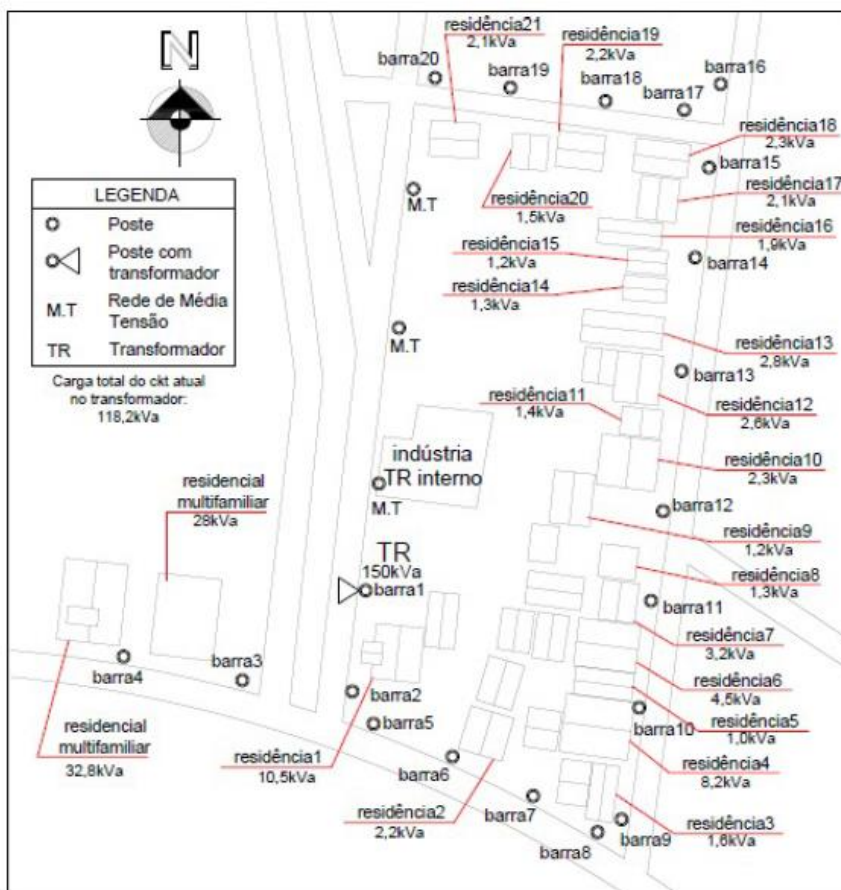 N
LEGENDA
Poste
Poste com
transformador
M.T
Rede de Média
Tensão
TR
Transformador
Carga total do ckt atual
no transformador:
118,2kVa
residência21
2,1kVa
residência19
2,2kVa
barra20
barra19
barra18
barra17
barra16
residência18
2,3kVa
barra15
residência17
2,1kVa
residência20
1,5kVa
M.T
residência16
1,9kVa
residência15
1,2kVa
barra14
residência14
1,3kVa
M.T
residência13
2,8kVa
barra13
residência11
1,4kVa
residência12
2,6kVa
indústria
TR interno
residência10
2,3kVa
residencial
multifamiliar
28kVa
M.T
barra12
residência9
1,2kVa
TR
150kVa
barra1
residência8
1,3kVa
barra11
residência7
3,2kVa
residência6
4,5kVa
barra4
barra3
barra2
barra5
barra10
residência5
1,0kVa
residencial
multifamiliar
32,8kVa
residência1
10,5kVa
barra6
residência4
8,2kVa
barra7
residência2
2,2kVa
barra8
barra9
residência3
1,6kVa